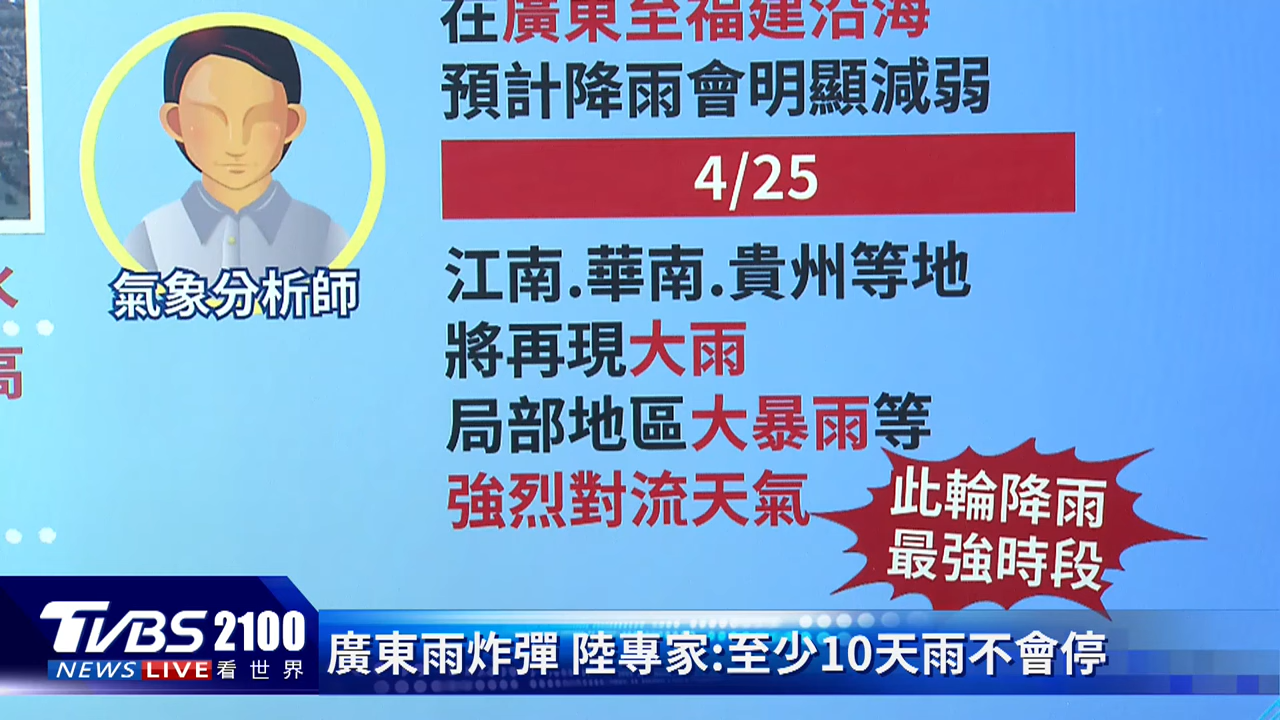 在廣東至福建沿海
預計降雨會明顯減弱
4/25
江南.華南.貴州等地
將再現大雨
局部地區大暴雨等
強烈對流天氣
此輪降雨
最強時段
氣象分析師
高
TVBS 2100
NEWS LIVE 看世界
廣東雨炸彈 陸專家:至少10天雨不會停